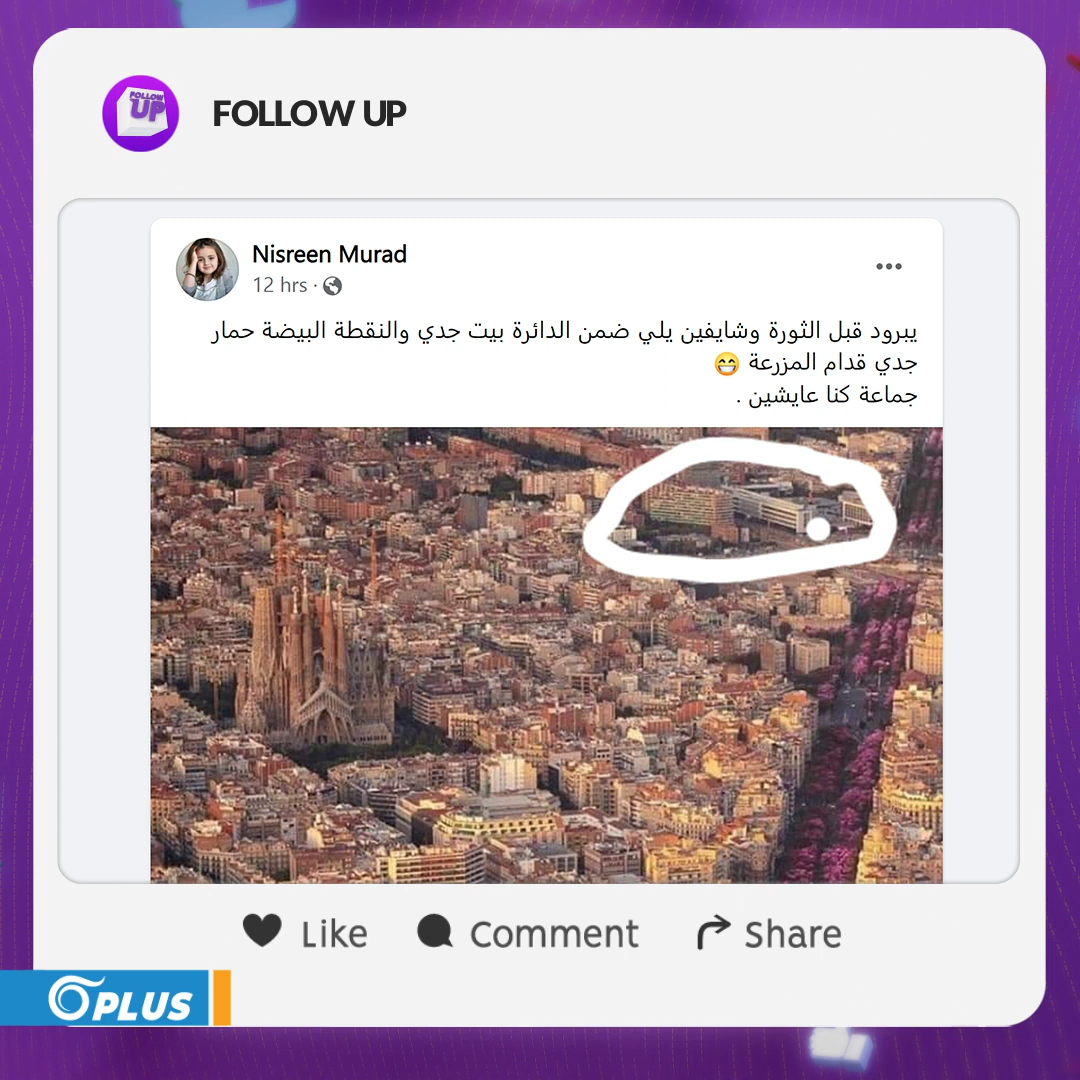 FOLLOW UP
FOLLOW UP
Nisreen Murad
12 hrs ·
يبرود قبل الثورة وشايفين يلي ضمن الدائرة بيت جدي والنقطة البيضة حمار
جدي قدام المزرعة 😁
جماعة كنا عايشين .
Like Comment Share
OPLUS